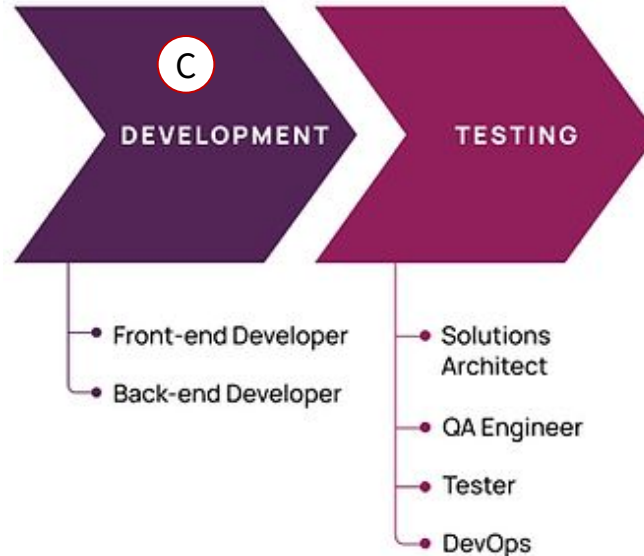 C
DEVELOPMENT
TESTING
Front-end Developer
Back-end Developer
Solutions
Architect
QA Engineer
Tester
DevOps